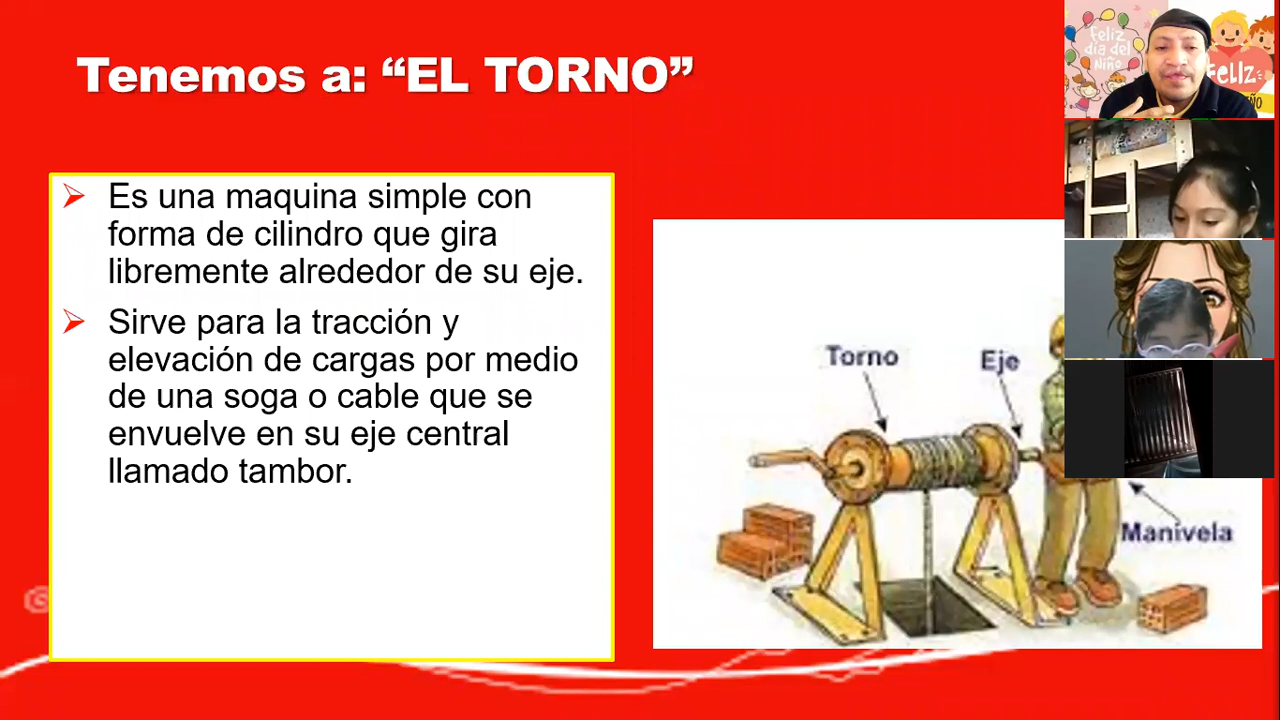 Tenemos a: “EL TORNO”
Es una maquina simple con
forma de cilindro que gira
libremente alrededor de su eje.
Sirve para la tracción y
elevación de cargas por medio
de una soga o cable que se
envuelve en su eje central
llamado tambor.
Torno
Eje
Manivela
feliz
día del
Niño
FELIZ